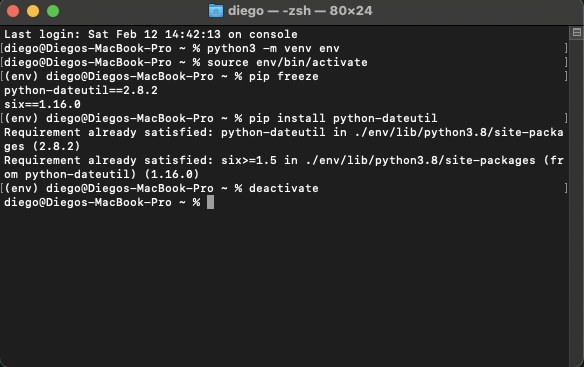 diego — -zsh — 80×24
Last login: Sat Feb 12 14:42:13 on console
[diego@Diegos-MacBook-Pro ~ % python3 -m venv env ]
[diego@Diegos-MacBook-Pro ~ % source env/bin/activate ]
[(env) diego@Diegos-MacBook-Pro ~ % pip freeze ]
python-dateutil==2.8.2
six==1.16.0
[(env) diego@Diegos-MacBook-Pro ~ % pip install python-dateutil ]
Requirement already satisfied: python-dateutil in ./env/lib/python3.8/site-packa
ges (2.8.2)
Requirement already satisfied: six>=1.5 in ./env/lib/python3.8/site-packages (fr
om python-dateutil) (1.16.0)
[(env) diego@Diegos-MacBook-Pro ~ % deactivate ]
diego@Diegos-MacBook-Pro ~ %